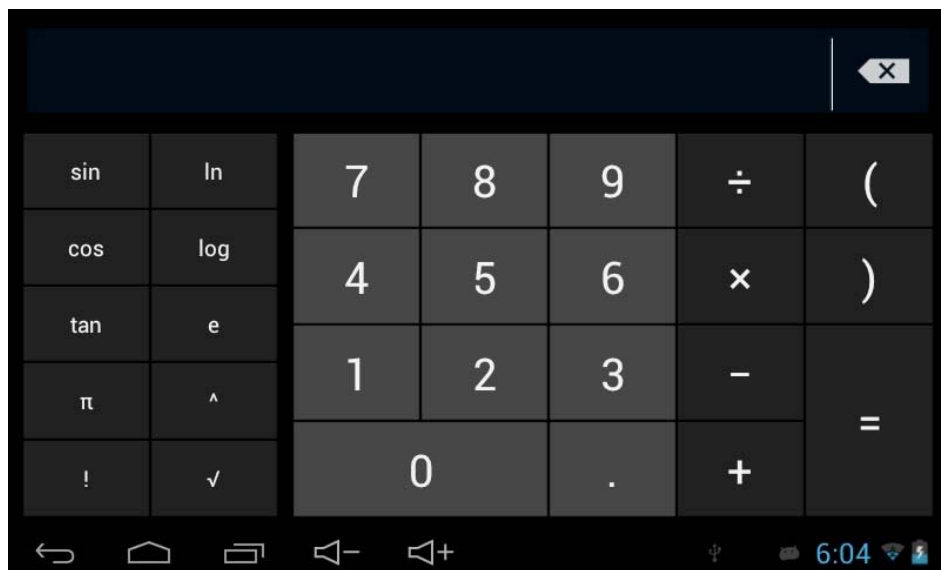 sin ln 7 8 9 ÷ (
cos log 4 5 6 × )
tan e 1 2 3 −
π ^ =
! √ 0 . +
6:04